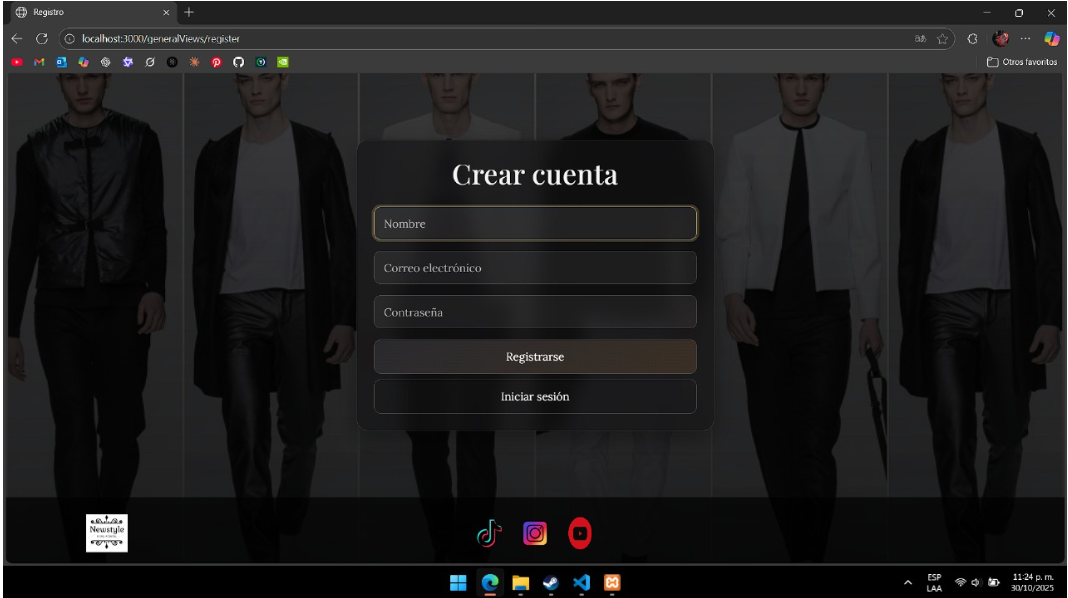 Registro
localhost:3000/generalViews/register
Otros favoritos
Crear cuenta
Nombre
Correo electrónico
Contraseña
Registrarse
Iniciar sesión
Newstyle
ESP
LAA
11:24 p. m.
30/10/2025